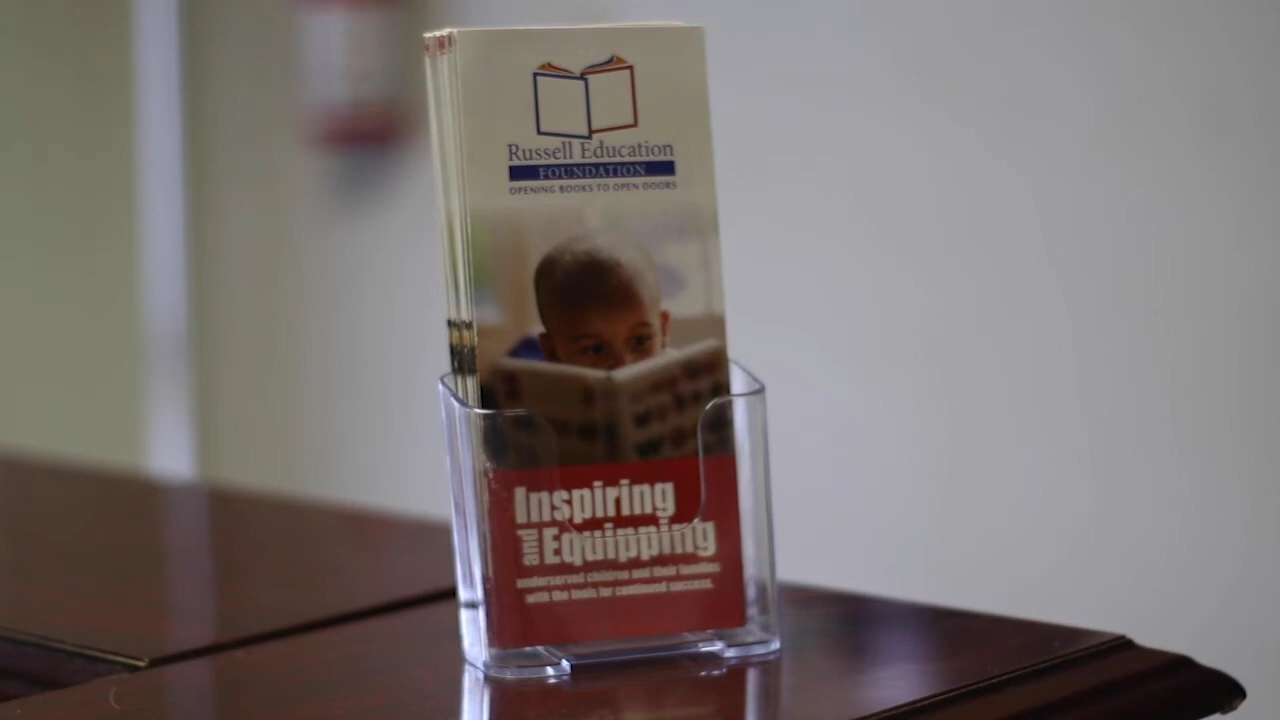 Russell Education
FOUNDATION
OPENING BOOKS TO OPEN DOORS
Inspiring
and Equipping
underserved children and their families
with the tools for continued success.